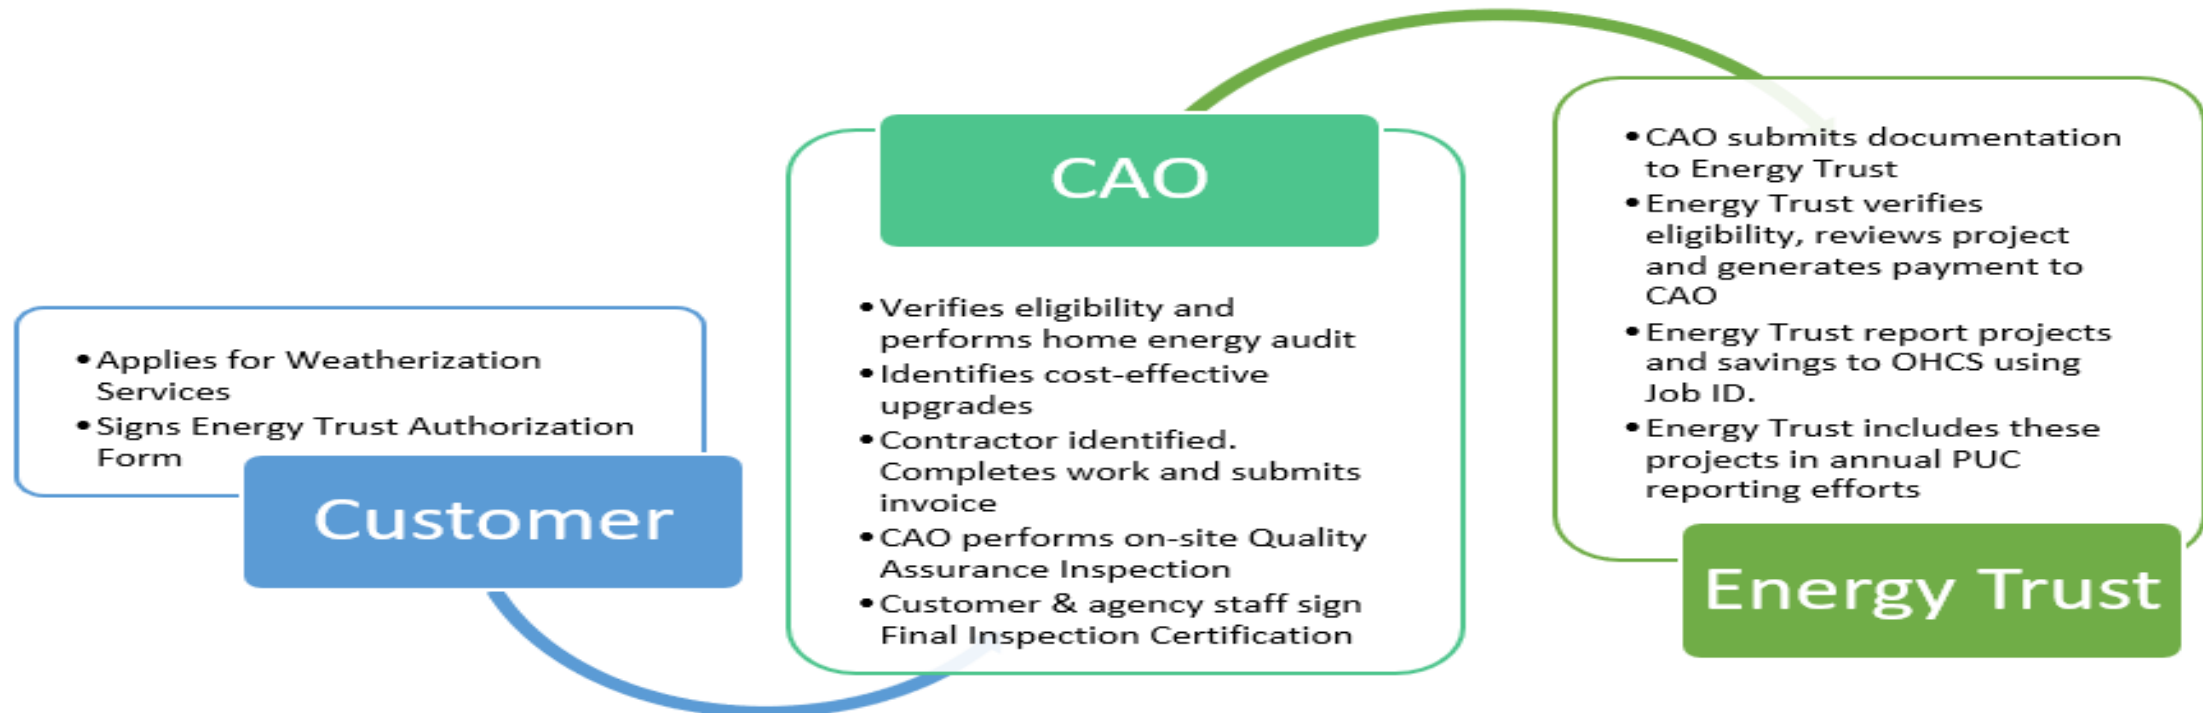 •Applies for Weatherization
Services
•Signs Energy Trust Authorization
Form
Customer
CAO
•Verifies eligibility and
performs home energy audit
•Identifies cost-effective
upgrades
•Contractor identified.
Completes work and submits
invoice
•CAO performs on-site Quality
Assurance Inspection
•Customer & agency staff sign
Final Inspection Certification
•CAO submits documentation
to Energy Trust
•Energy Trust verifies
eligibility, reviews project
and generates payment to
CAO
•Energy Trust report projects
and savings to OHCS using
Job ID.
•Energy Trust includes these
projects in annual PUC
reporting efforts
Energy Trust